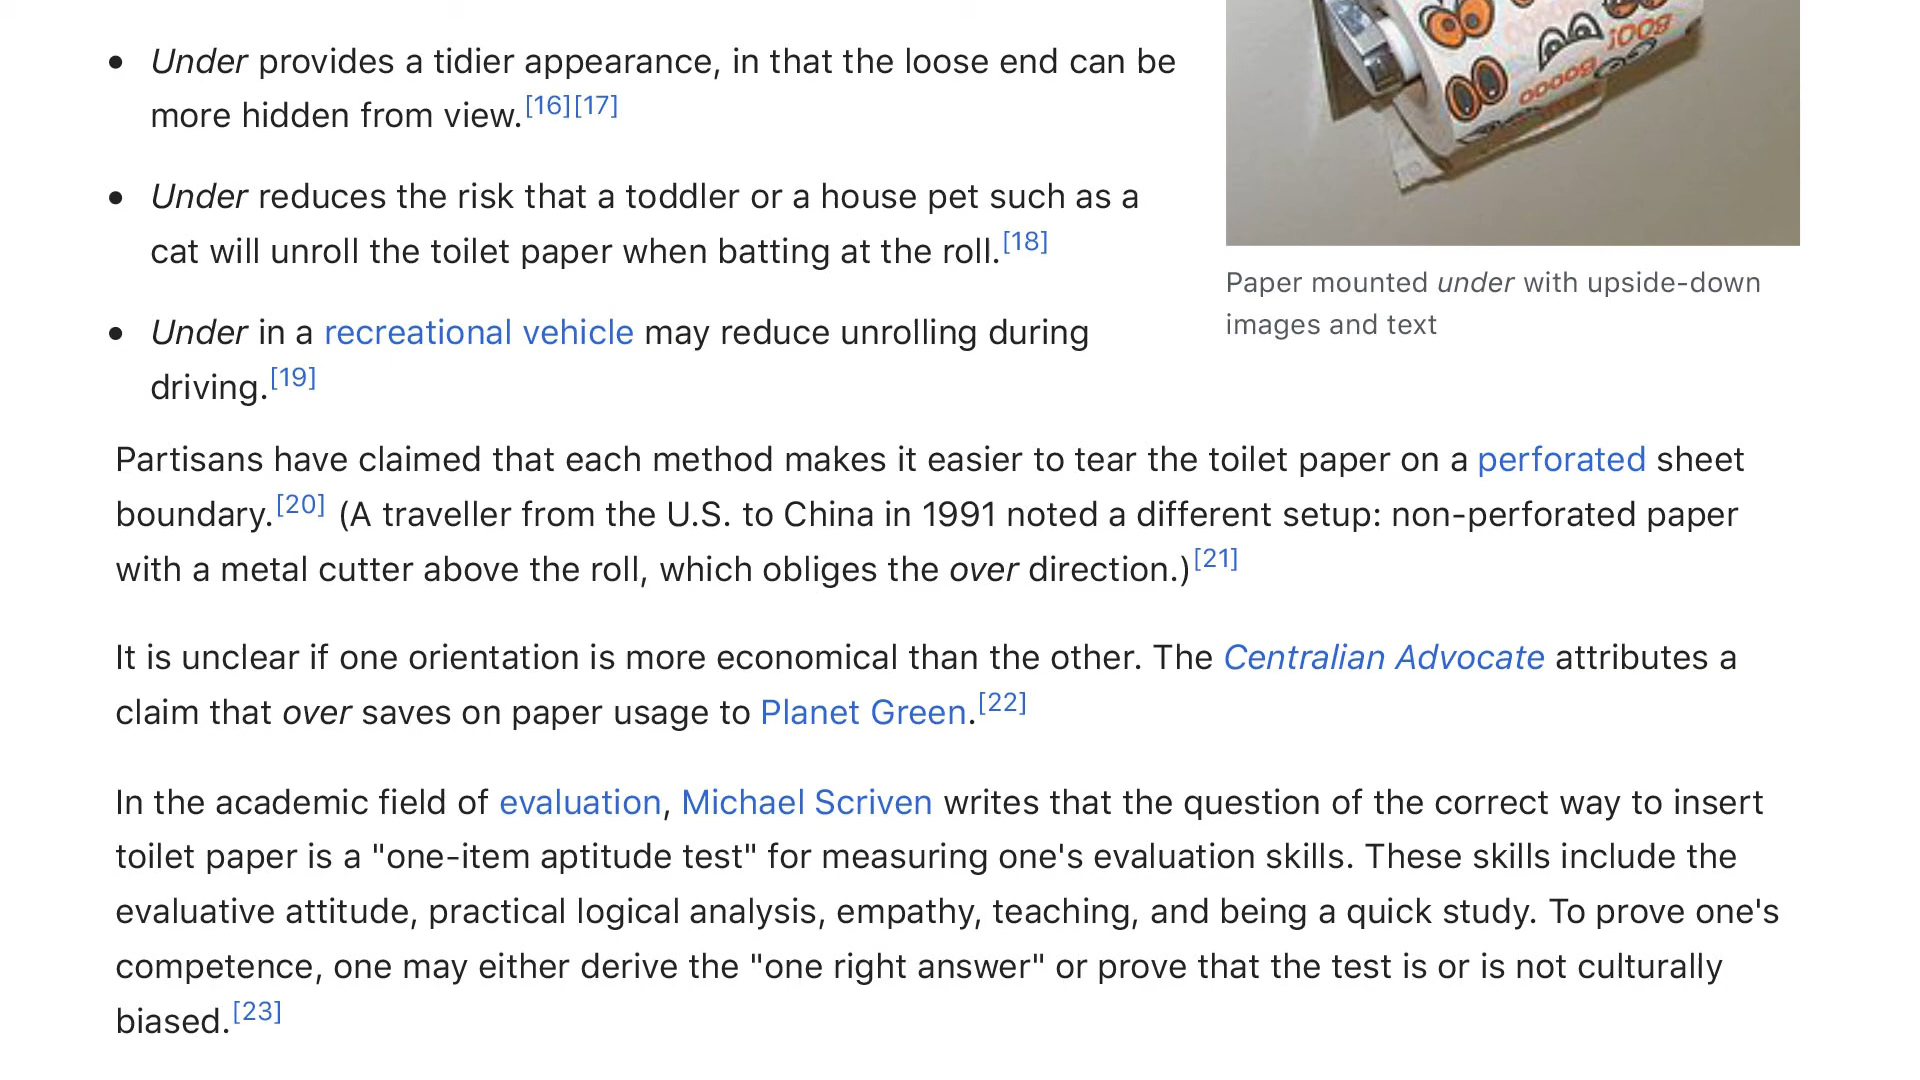 Under provides a tidier appearance, in that the loose end can be
more hidden from view.[16][17]
Under reduces the risk that a toddler or a house pet such as a
cat will unroll the toilet paper when batting at the roll.[18]
Under in a recreational vehicle may reduce unrolling during
driving.[19]
BOO!
Paper mounted under with upside-down
images and text
Partisans have claimed that each method makes it easier to tear the toilet paper on a perforated sheet
boundary.[20] (A traveller from the U.S. to China in 1991 noted a different setup: non-perforated paper
with a metal cutter above the roll, which obliges the over direction.)[21]
It is unclear if one orientation is more economical than the other. The Centralian Advocate attributes a
claim that over saves on paper usage to Planet Green.[22]
In the academic field of evaluation, Michael Scriven writes that the question of the correct way to insert
toilet paper is a "one-item aptitude test" for measuring one's evaluation skills. These skills include the
evaluative attitude, practical logical analysis, empathy, teaching, and being a quick study. To prove one's
competence, one may either derive the "one right answer" or prove that the test is or is not culturally
biased.[23]